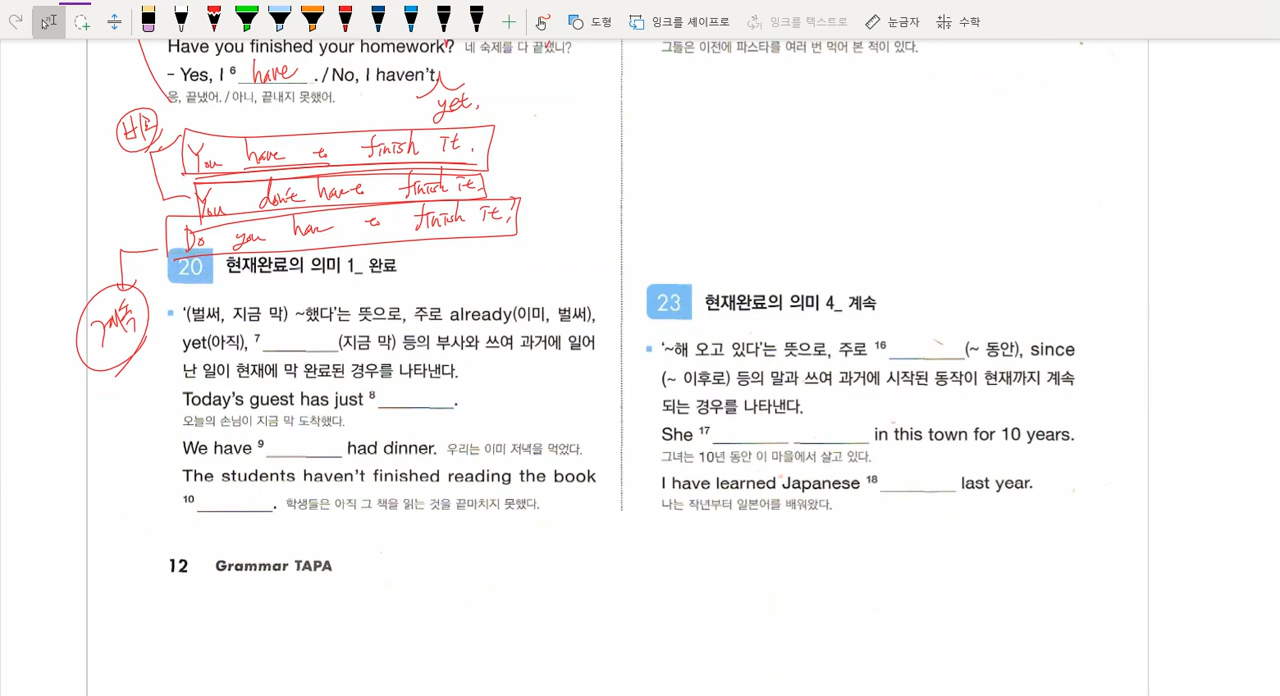 도형
잉크를 셰이프로
잉크를 텍스트로
눈금자
수학
Have you finished your homework? 네 숙제를 다 끝냈니?
- Yes, I 6 have . / No, I haven't yet.
응, 끝냈어. / 아니, 끝내지 못했어.
You have to finish it.
You don't have to finish it.
Do you have to finish it?
20 현재완료의 의미 1_ 완료
▪ '(벌써, 지금 막) ~했다'는 뜻으로, 주로 already(이미, 벌써),
yet(아직), 7 ________ (지금 막) 등의 부사와 쓰여 과거에 일어
난 일이 현재에 막 완료된 경우를 나타낸다.
Today's guest has just 8 ________.
오늘의 손님이 지금 막 도착했다.
We have 9 ________ had dinner. 우리는 이미 저녁을 먹었다.
The students haven't finished reading the book
10 ________. 학생들은 아직 그 책을 읽는 것을 끝마치지 못했다.
12 Grammar TAPA
그들은 이전에 파스타를 여러 번 먹어 본 적이 있다.
23 현재완료의 의미 4_ 계속
▪ '~해 오고 있다'는 뜻으로, 주로 16 ________ (~ 동안), since
(~ 이후로) 등의 말과 쓰여 과거에 시작된 동작이 현재까지 계속
되는 경우를 나타낸다.
She 17 ________ ________ in this town for 10 years.
그녀는 10년 동안 이 마을에서 살고 있다.
I have learned Japanese 18 ________ last year.
나는 작년부터 일본어를 배워왔다.